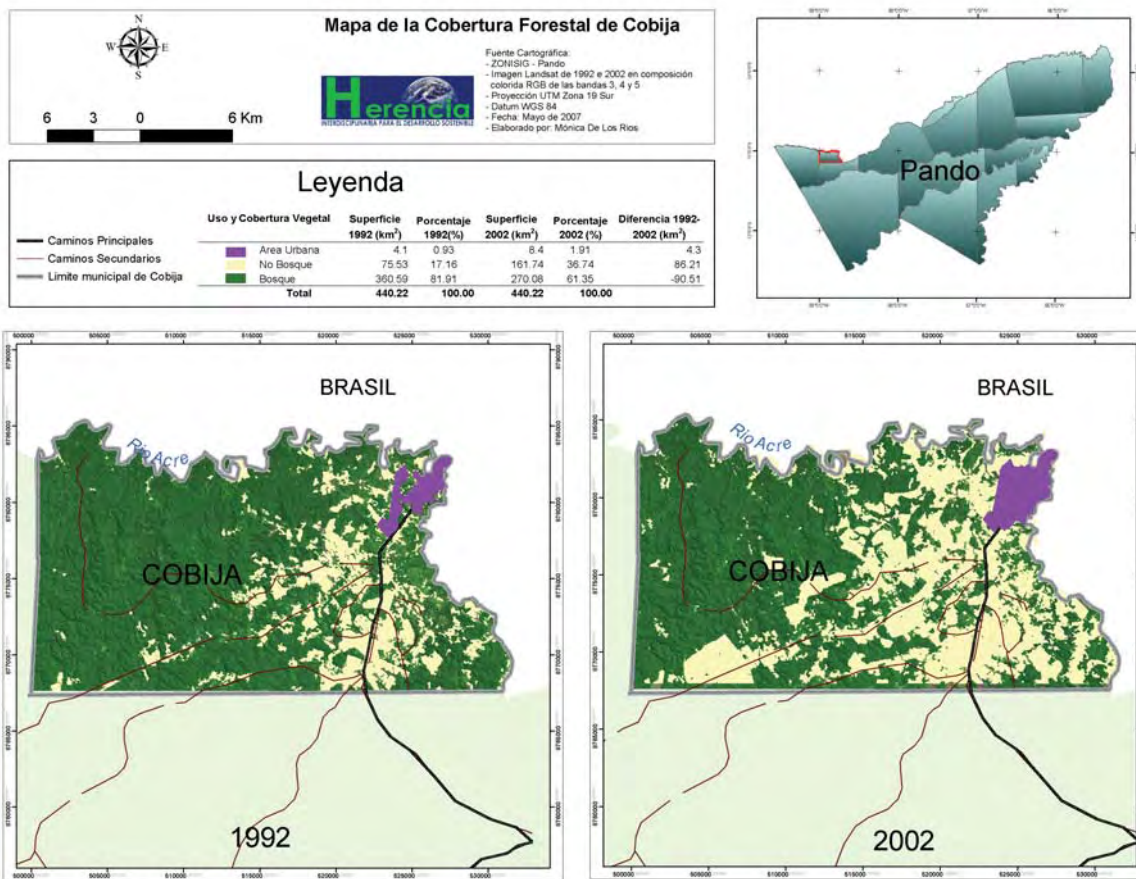 Mapa de la Cobertura Forestal de Cobija
N
W E
S
6 3 0 6 Km
Herencia
INTERDISCIPLINARIA PARA EL DESARROLLO SOSTENIBLE
Fuente Cartográfica:
- ZONISIG - Pando
- Imagen Landsat de 1992 e 2002 en composición
colorida RGB de las bandas 3, 4 y 5
- Proyección UTM Zona 19 Sur
- Datum WGS 84
- Fecha: Mayo de 2007
- Elaborado por: Mónica De Los Rios
Pando
Leyenda
Caminos Principales
Caminos Secundarios
Límite municipal de Cobija
Uso y Cobertura Vegetal Superficie 1992 (km²) Porcentaje 1992(%) Superficie 2002 (km²) Porcentaje 2002 (%) Diferencia 1992-2002 (km²)
Area Urbana 4.1 0.93 8.4 1.91 4.3
No Bosque 75.53 17.16 161.74 36.74 86.21
Bosque 360.59 81.91 270.08 61.35 -90.51
Total 440.22 100.00 440.22 100.00
BRASIL
Rio Acre
COBIJA
1992
BRASIL
Rio Acre
COBIJA
2002